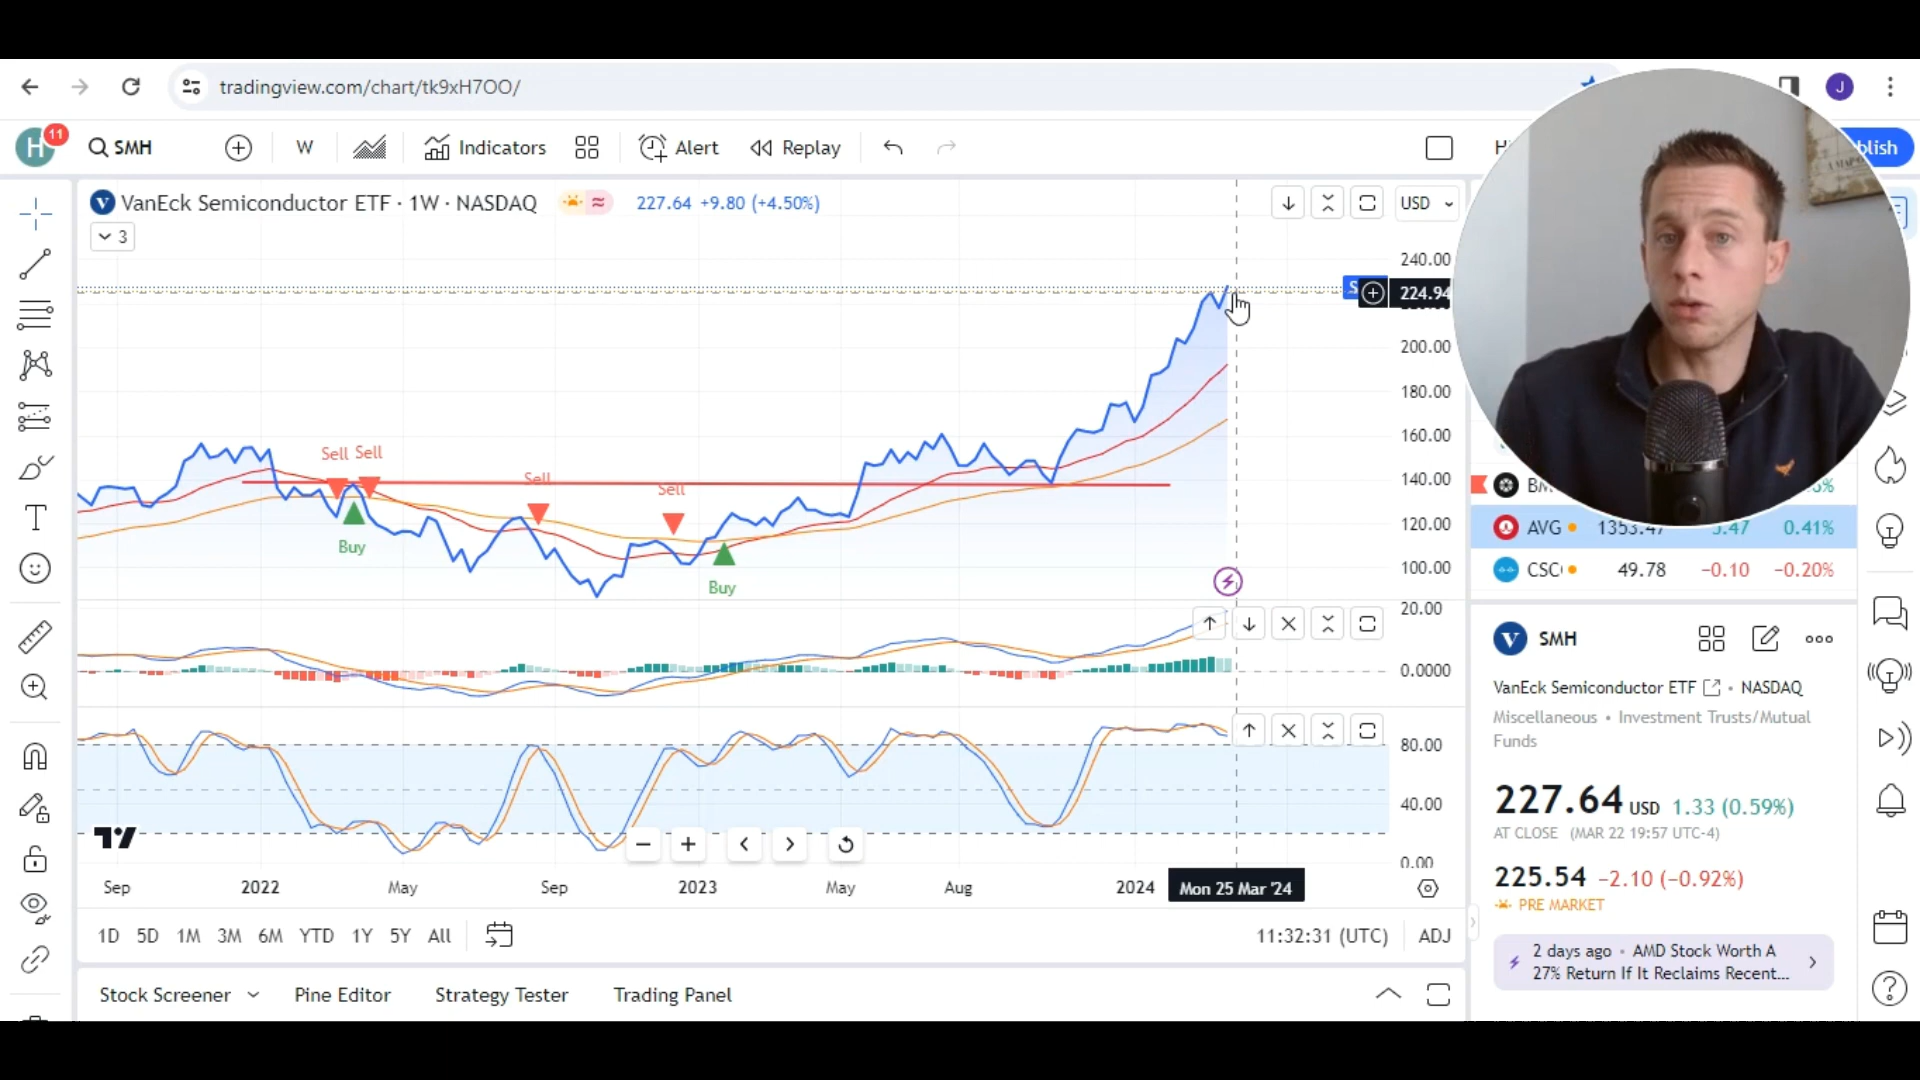 tradingview.com/chart/tk9xH7OO/
J
H
11
SMH
W
Indicators
Alert
Replay
blish
V
VanEck Semiconductor ETF · 1W · NASDAQ
227.64 +9.80 (+4.50%)
USD
3
240.00
224.94
200.00
180.00
160.00
140.00
120.00
100.00
Sell Sell
Sell
Sell
Buy
Buy
20.00
0.0000
80.00
40.00
0.00
Sep
2022
May
Sep
2023
May
Aug
2024
Mon 25 Mar '24
1D
5D
1M
3M
6M
YTD
1Y
5Y
All
11:32:31 (UTC)
ADJ
Stock Screener
Pine Editor
Strategy Tester
Trading Panel
AVG
0.41%
CSC
49.78
−0.10
−0.20%
V
SMH
VanEck Semiconductor ETF
• NASDAQ
Miscellaneous • Investment Trusts/Mutual
Funds
227.64 USD 1.33 (0.59%)
AT CLOSE (MAR 22 19:57 UTC-4)
225.54 −2.10 (−0.92%)
PRE MARKET
2 days ago • AMD Stock Worth A
27% Return If It Reclaims Recent...